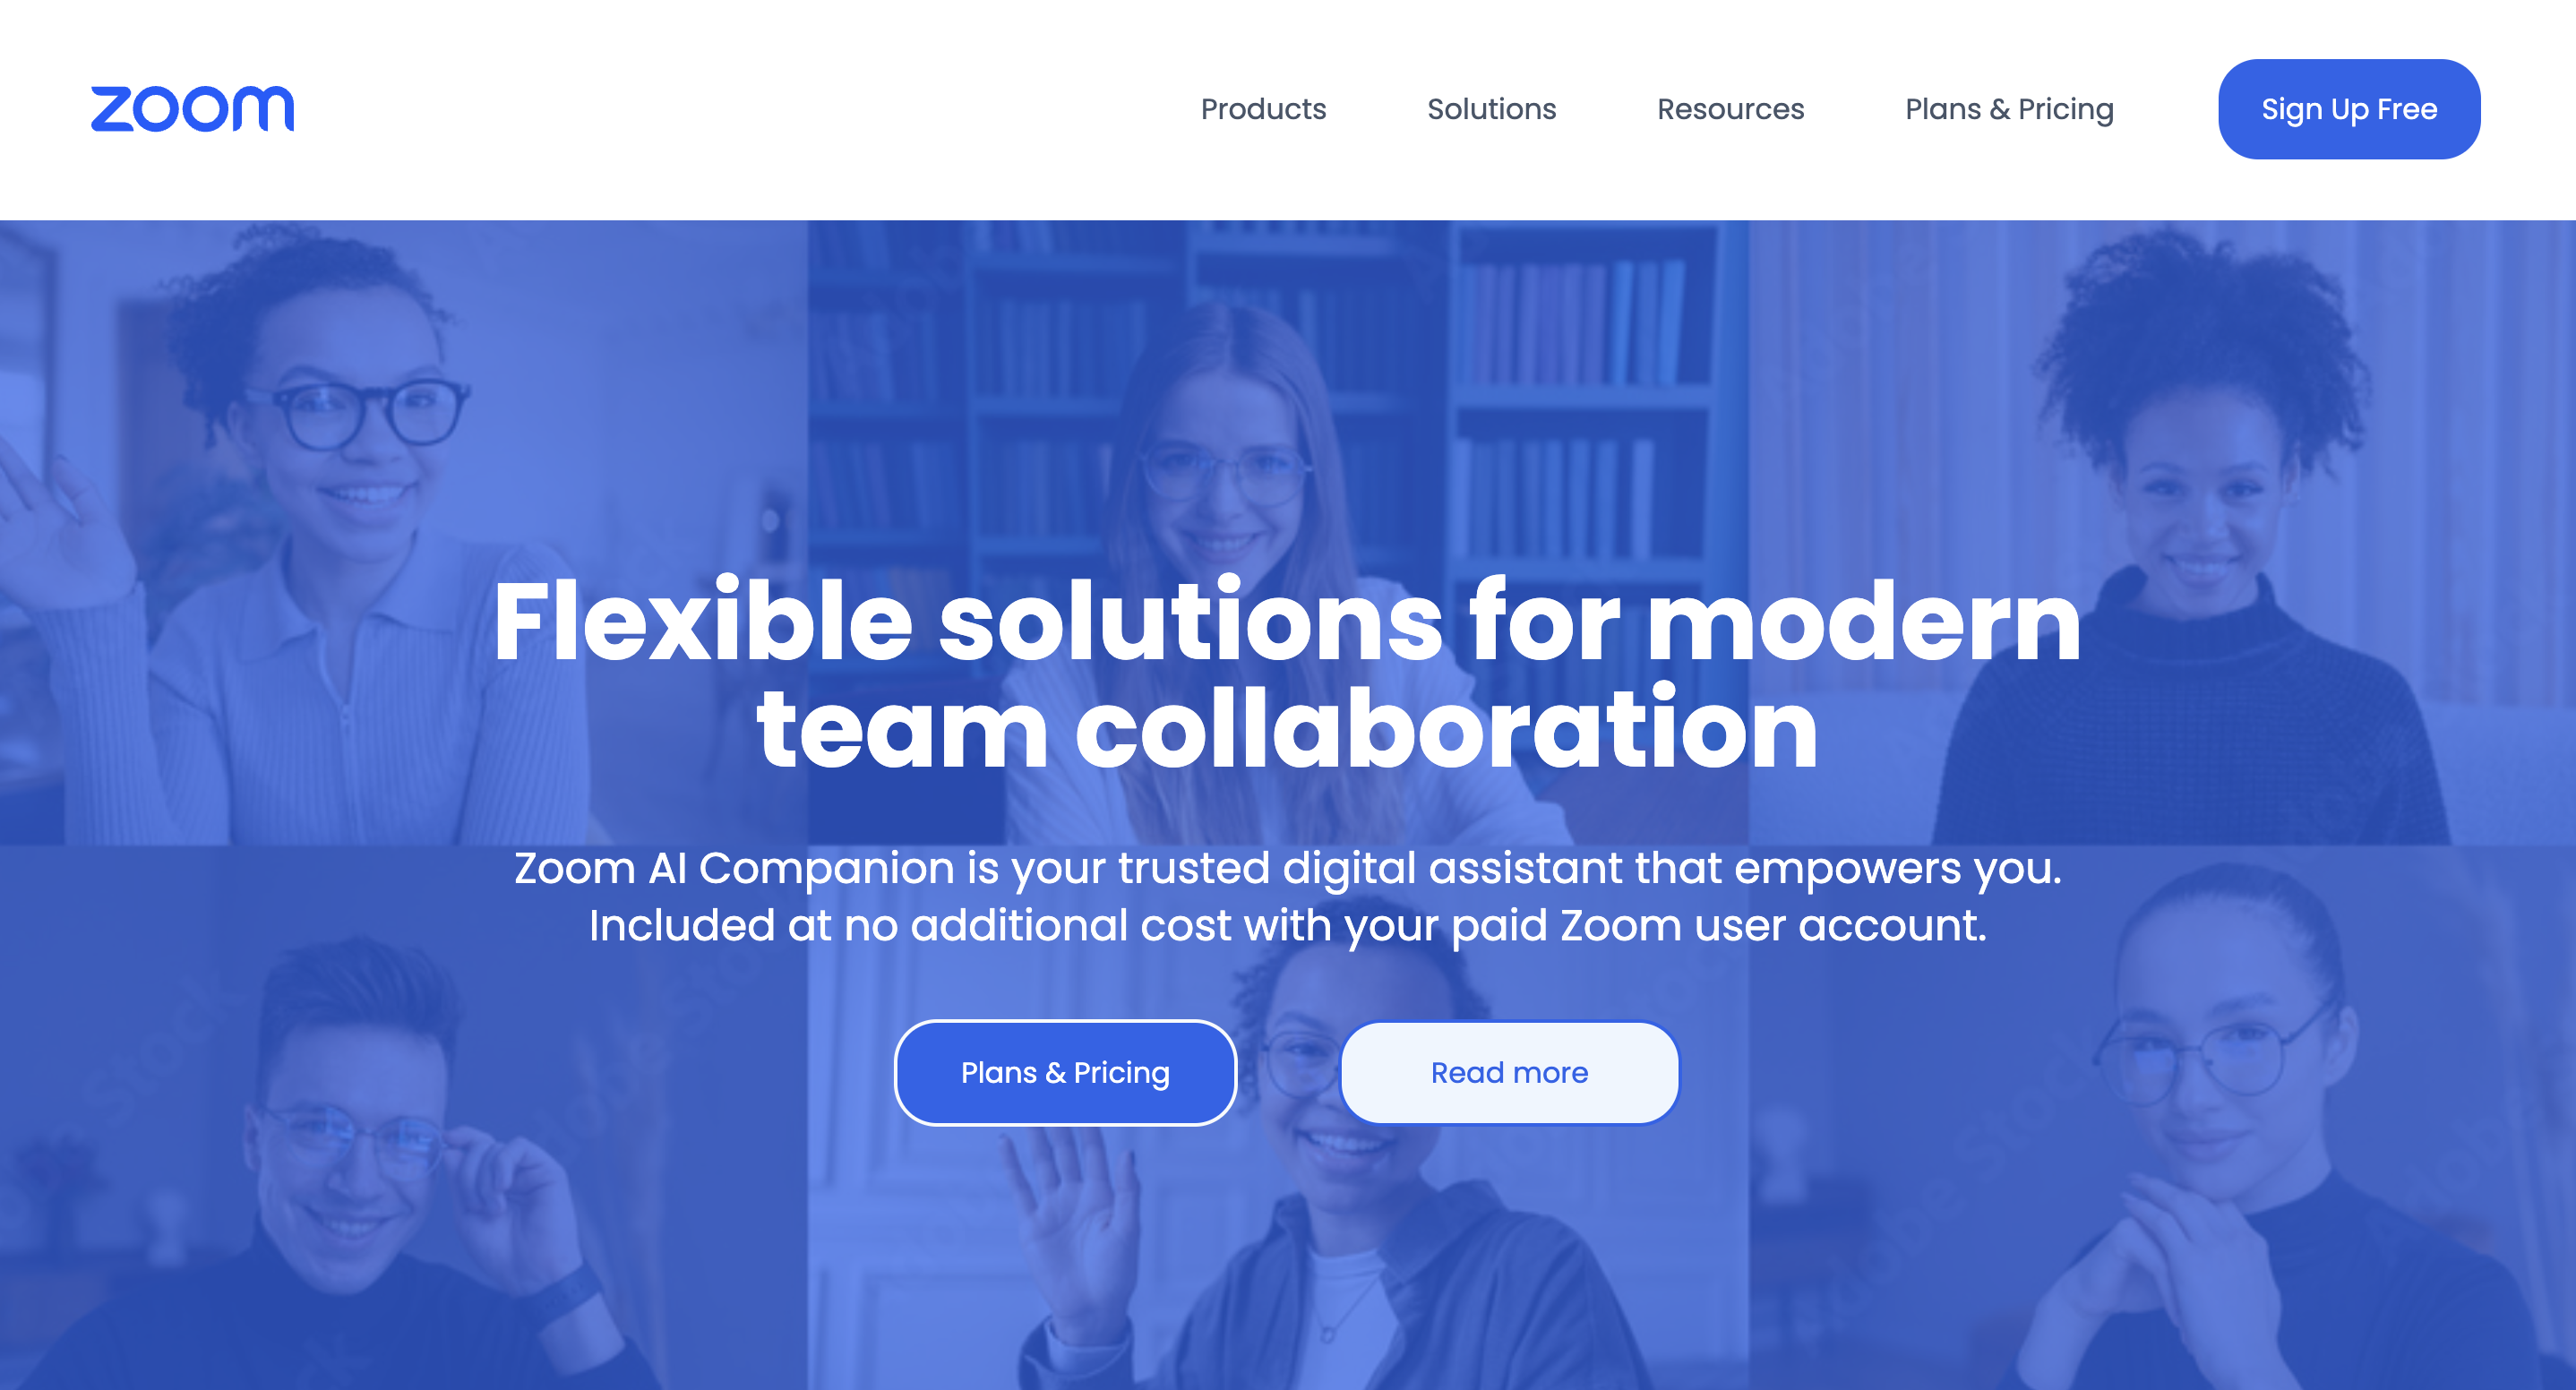 zoom
Products
Solutions
Resources
Plans & Pricing
Sign Up Free
Flexible solutions for modern
team collaboration
Zoom AI Companion is your trusted digital assistant that empowers you.
Included at no additional cost with your paid Zoom user account.
Plans & Pricing
Read more